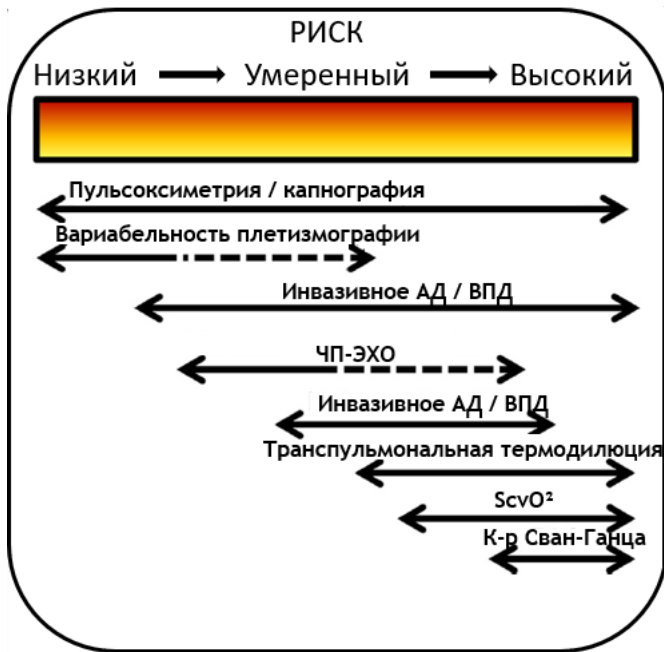 РИСК
Низкий Умеренный Высокий
Пульсоксиметрия / капнография
Вариабельность плетизмографии
Инвазивное АД / ВПД
ЧП-ЭХО
Инвазивное АД / ВПД
Транспульмональная термодилюция
ScvO²
К-р Сван-Ганца